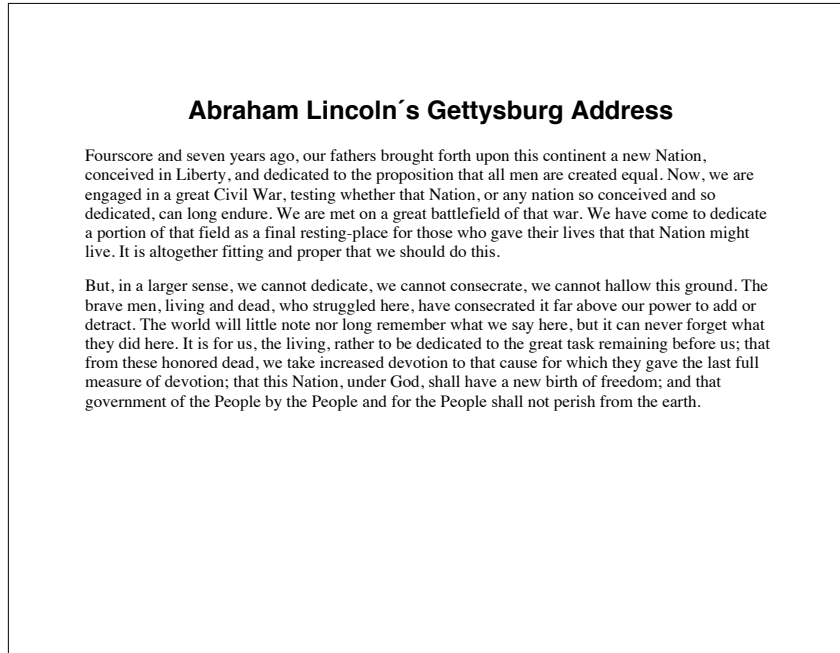 Abraham Lincoln´s Gettysburg Address
Fourscore and seven years ago, our fathers brought forth upon this continent a new Nation,
conceived in Liberty, and dedicated to the proposition that all men are created equal. Now, we are
engaged in a great Civil War, testing whether that Nation, or any nation so conceived and so
dedicated, can long endure. We are met on a great battlefield of that war. We have come to dedicate
a portion of that field as a final resting-place for those who gave their lives that that Nation might
live. It is altogether fitting and proper that we should do this.
But, in a larger sense, we cannot dedicate, we cannot consecrate, we cannot hallow this ground. The
brave men, living and dead, who struggled here, have consecrated it far above our power to add or
detract. The world will little note nor long remember what we say here, but it can never forget what
they did here. It is for us, the living, rather to be dedicated to the great task remaining before us; that
from these honored dead, we take increased devotion to that cause for which they gave the last full
measure of devotion; that this Nation, under God, shall have a new birth of freedom; and that
government of the People by the People and for the People shall not perish from the earth.